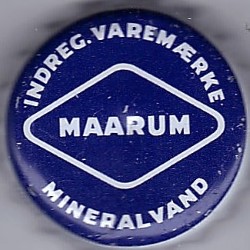 INDREG. VAREMÆRKE
MAARUM
MINERALVAND